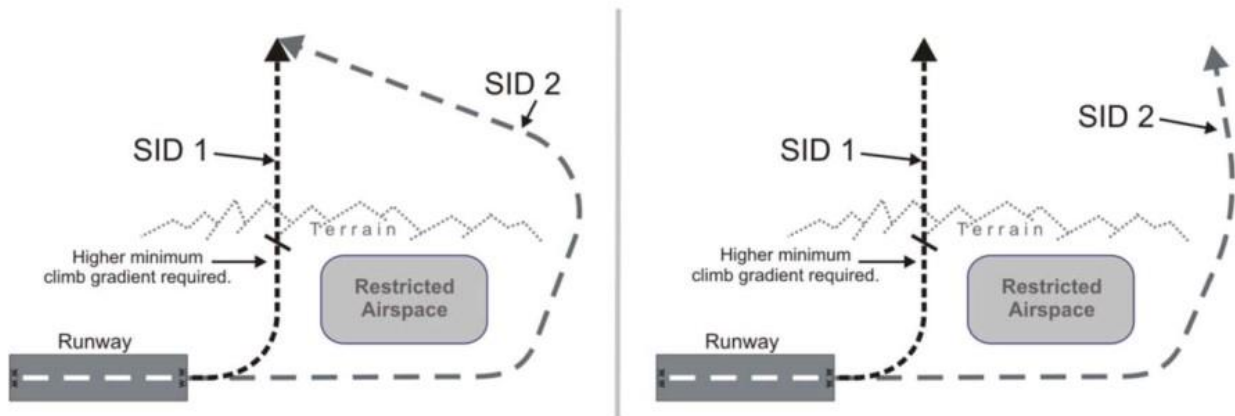 SID 2
SID 1
Terrain
Higher minimum
climb gradient required.
Restricted
Airspace
Runway
SID 2
SID 1
Terrain
Higher minimum
climb gradient required.
Restricted
Airspace
Runway